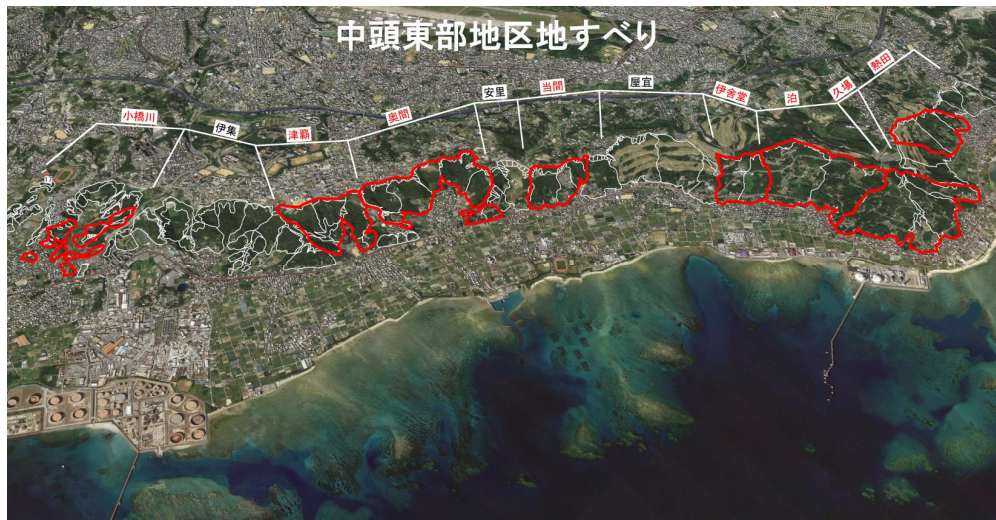 中頭東部地区地すべり
小橋川
伊集
津覇
奥間
安里
当間
屋宜
伊舎堂
泊
久場
熱田